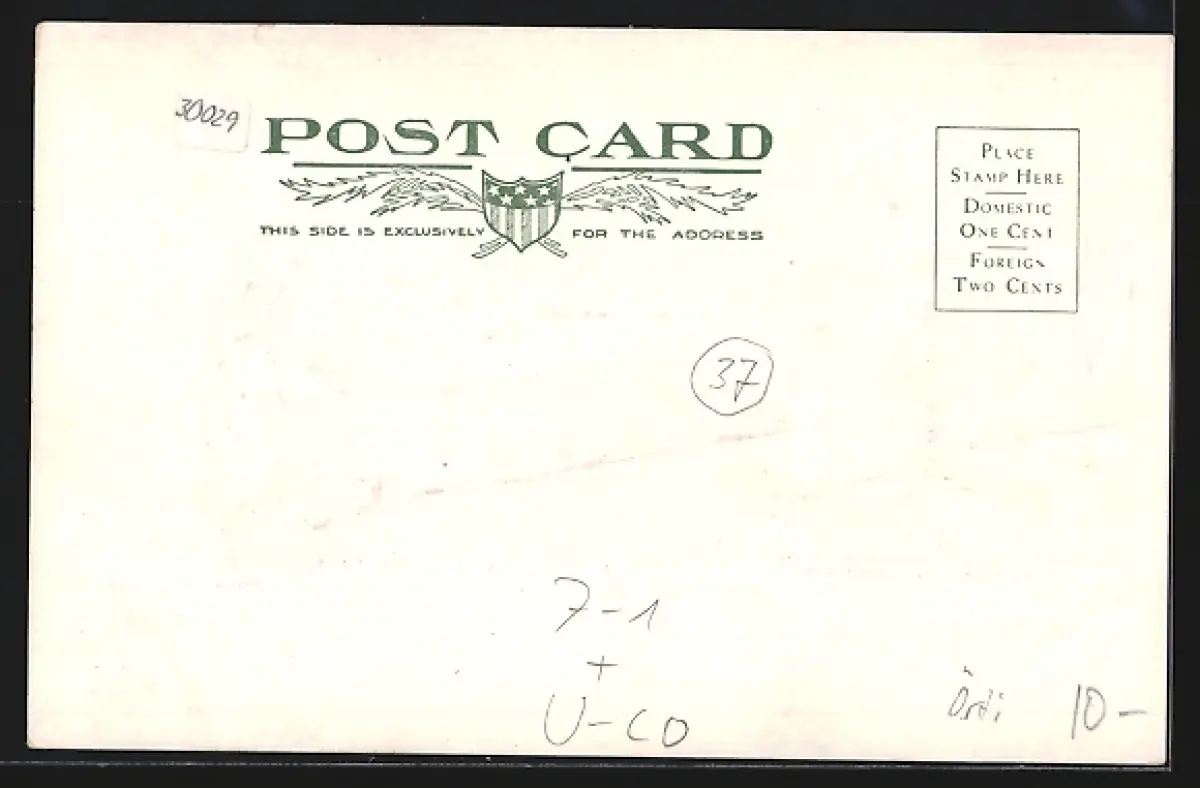 30029
POST CARD
THIS SIDE IS EXCLUSIVELY FOR THE ADDRESS
PLACE
STAMP HERE
DOMESTIC
ONE CENT
FOREIGN
TWO CENTS
37
7-1
+
U-CO
10-